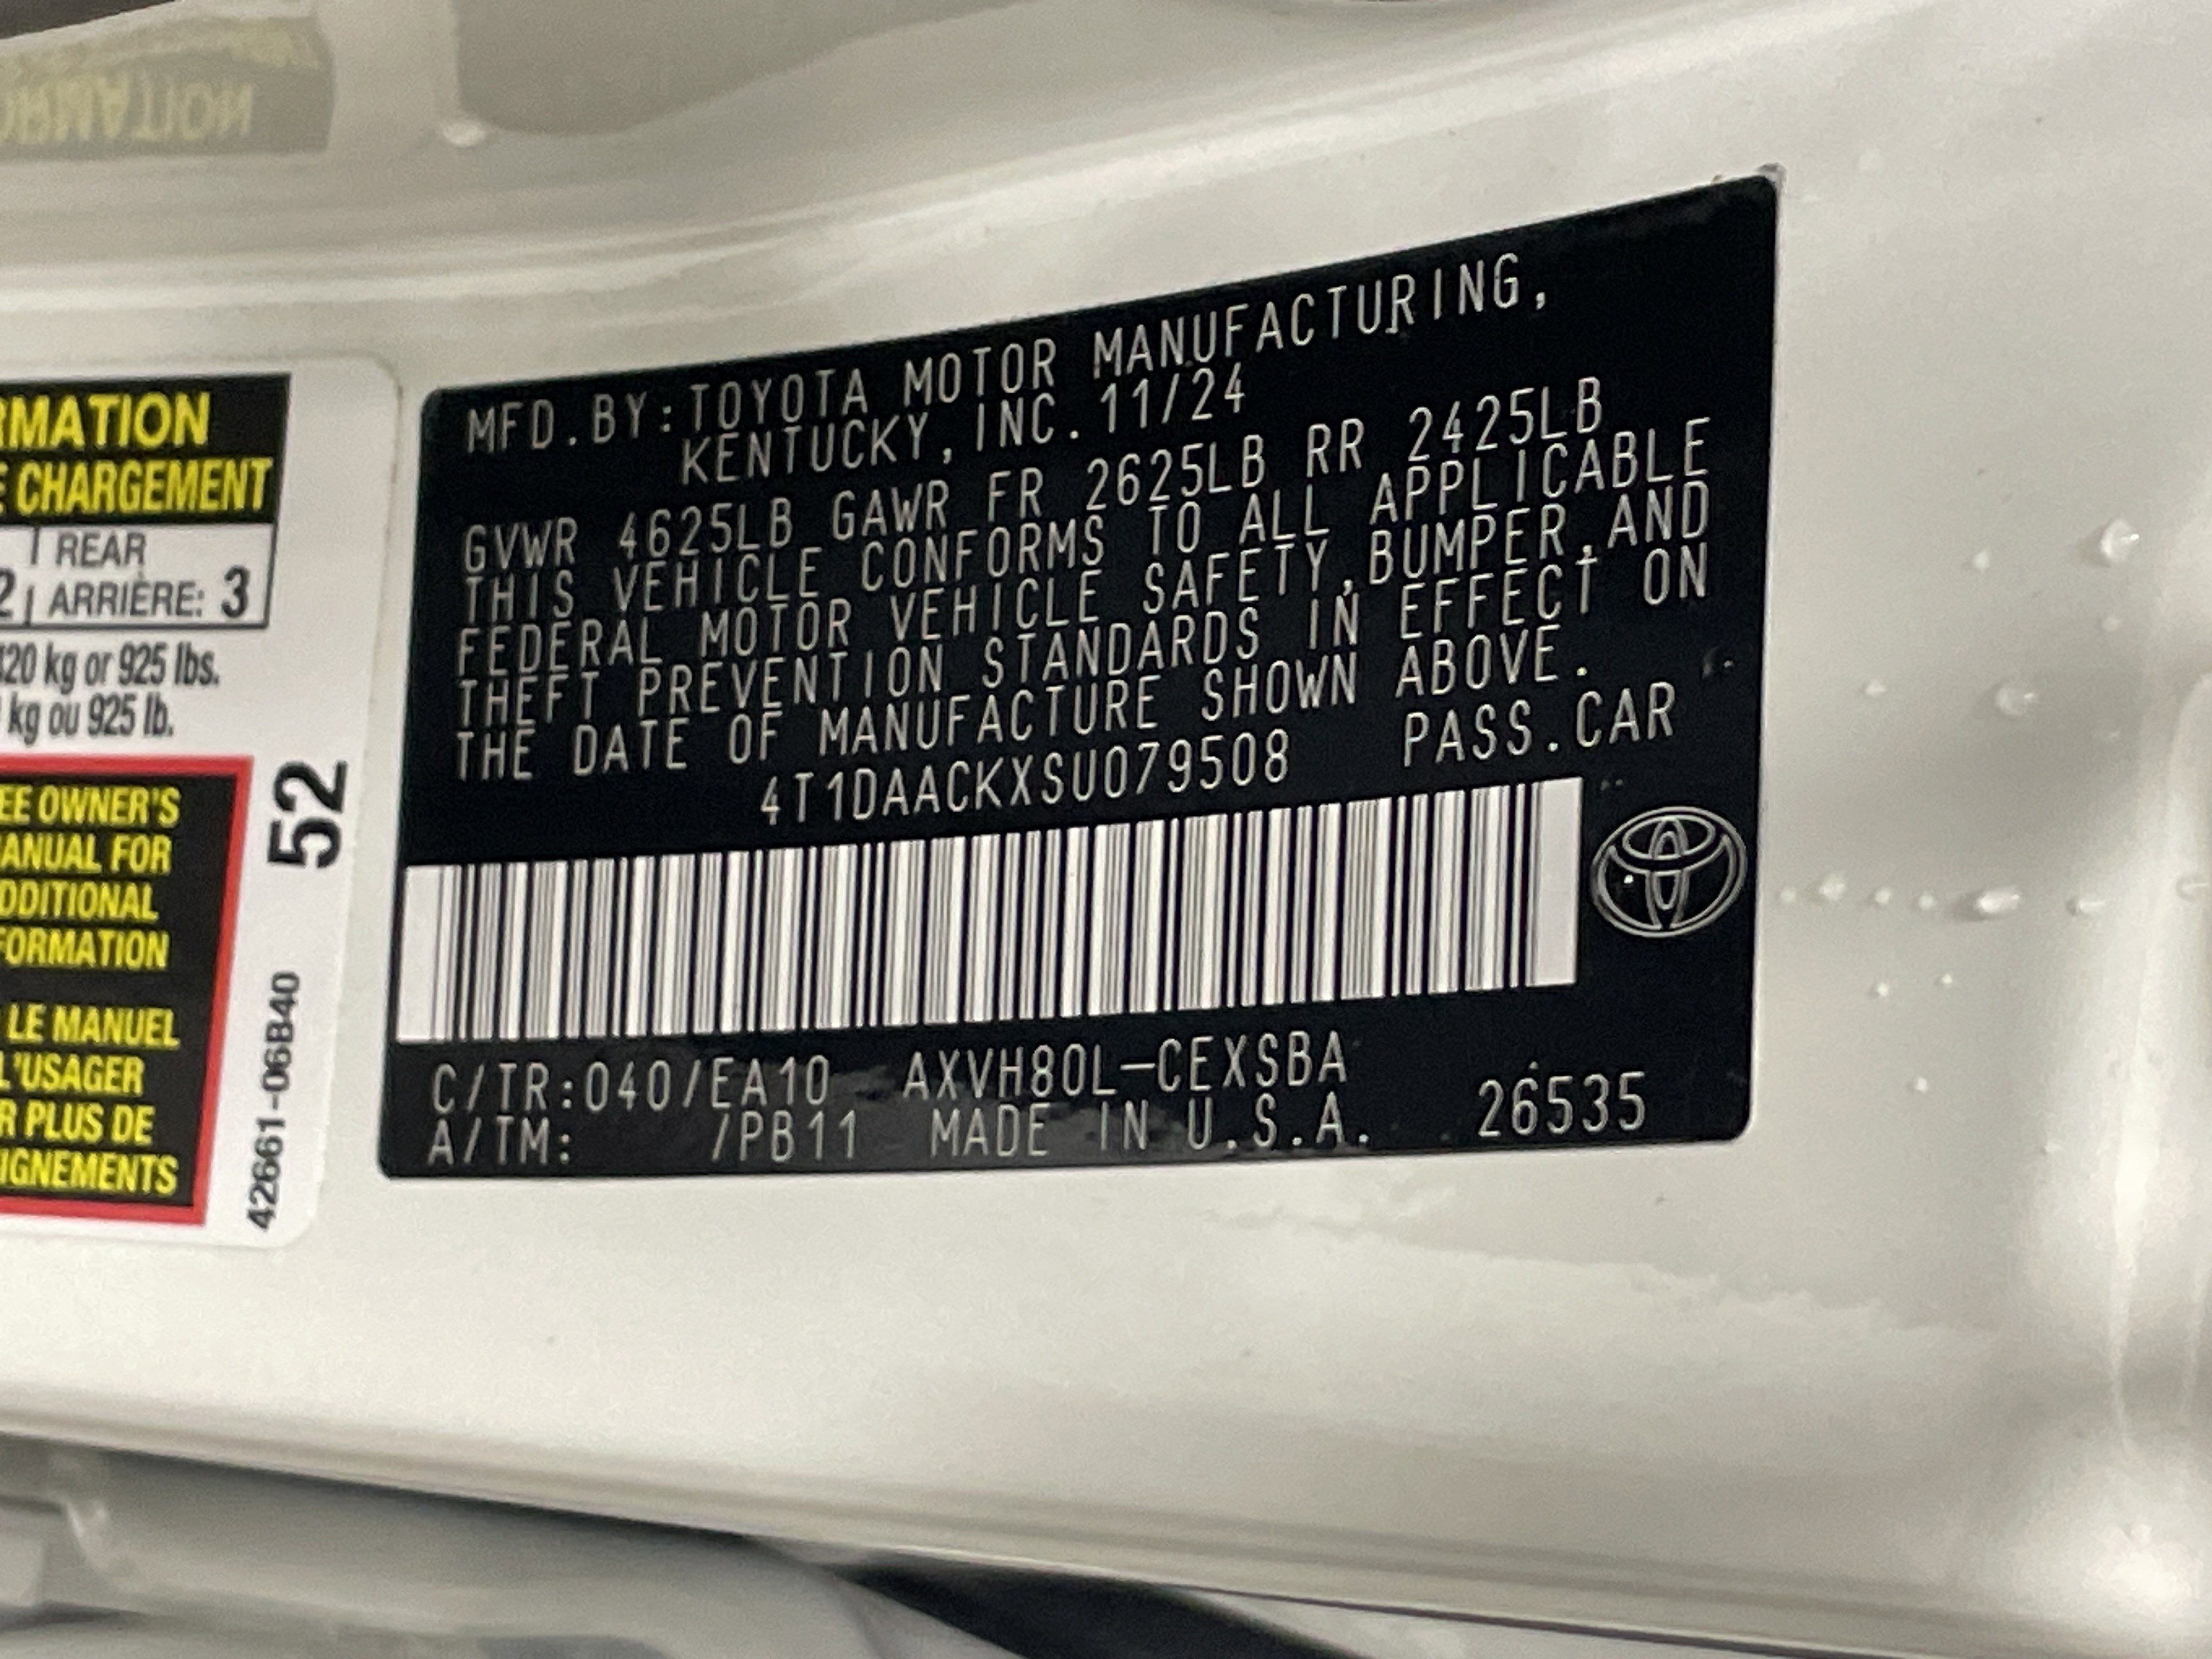 RMATION
E CHARGEMENT
REAR
2 ARRIÈRE: 3
420 kg or 925 lbs.
kg ou 925 lb.
EE OWNER'S
ANUAL FOR
DDITIONAL
FORMATION
LE MANUEL
L'USAGER
R PLUS DE
IGNEMENTS
52
42661-06B40
MFD.BY:TOYOTA MOTOR MANUFACTURING,
KENTUCKY, INC. 11/24
GVWR 4625LB GAWR FR 2625LB RR 2425LB
THIS VEHICLE CONFORMS TO ALL APPLICABLE
FEDERAL MOTOR VEHICLE SAFETY,BUMPER,AND
THEFT PREVENTION STANDARDS IN EFFECT ON
THE DATE OF MANUFACTURE SHOWN ABOVE.
4T1DAACKXSU079508 PASS.CAR
C/TR:040/EA10 AXVH80L-CEXSBA
A/TM: /PB11 MADE IN U.S.A. 26535